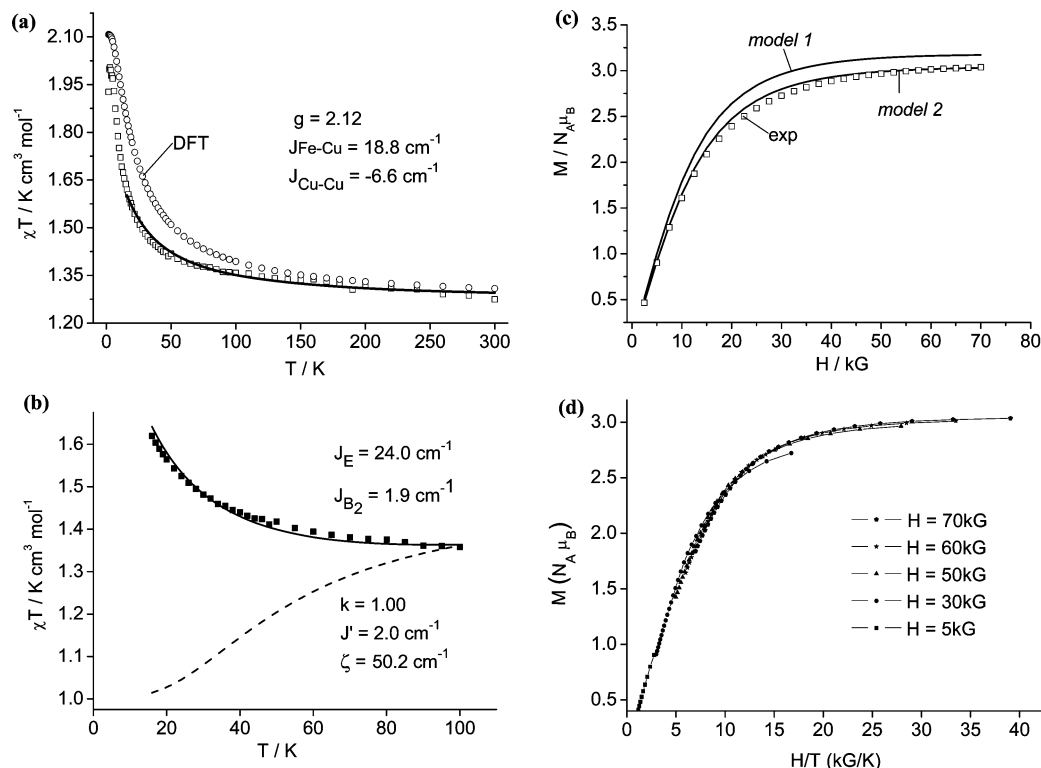 (a)
2.10
1.95
1.80
1.65
1.50
1.35
1.20
χT / K cm³ mol⁻¹
DFT
g = 2.12
J_Fe-Cu = 18.8 cm⁻¹
J_Cu-Cu = -6.6 cm⁻¹
0 50 100 150 200 250 300
T / K
(c)
3.5
3.0
2.5
2.0
1.5
1.0
0.5
M / N_Aμ_B
model 1
model 2
exp
0 10 20 30 40 50 60 70 80
H / kG
(b)
1.6
1.5
1.4
1.3
1.2
1.1
1.0
χT / K cm³ mol⁻¹
J_E = 24.0 cm⁻¹
J_B₂ = 1.9 cm⁻¹
k = 1.00
J' = 2.0 cm⁻¹
ζ = 50.2 cm⁻¹
0 20 40 60 80 100
T / K
(d)
3.0
2.5
2.0
1.5
1.0
0.5
M (N_A μ_B)
H = 70kG
H = 60kG
H = 50kG
H = 30kG
H = 5kG
0 5 10 15 20 25 30 35 40
H/T (kG/K)